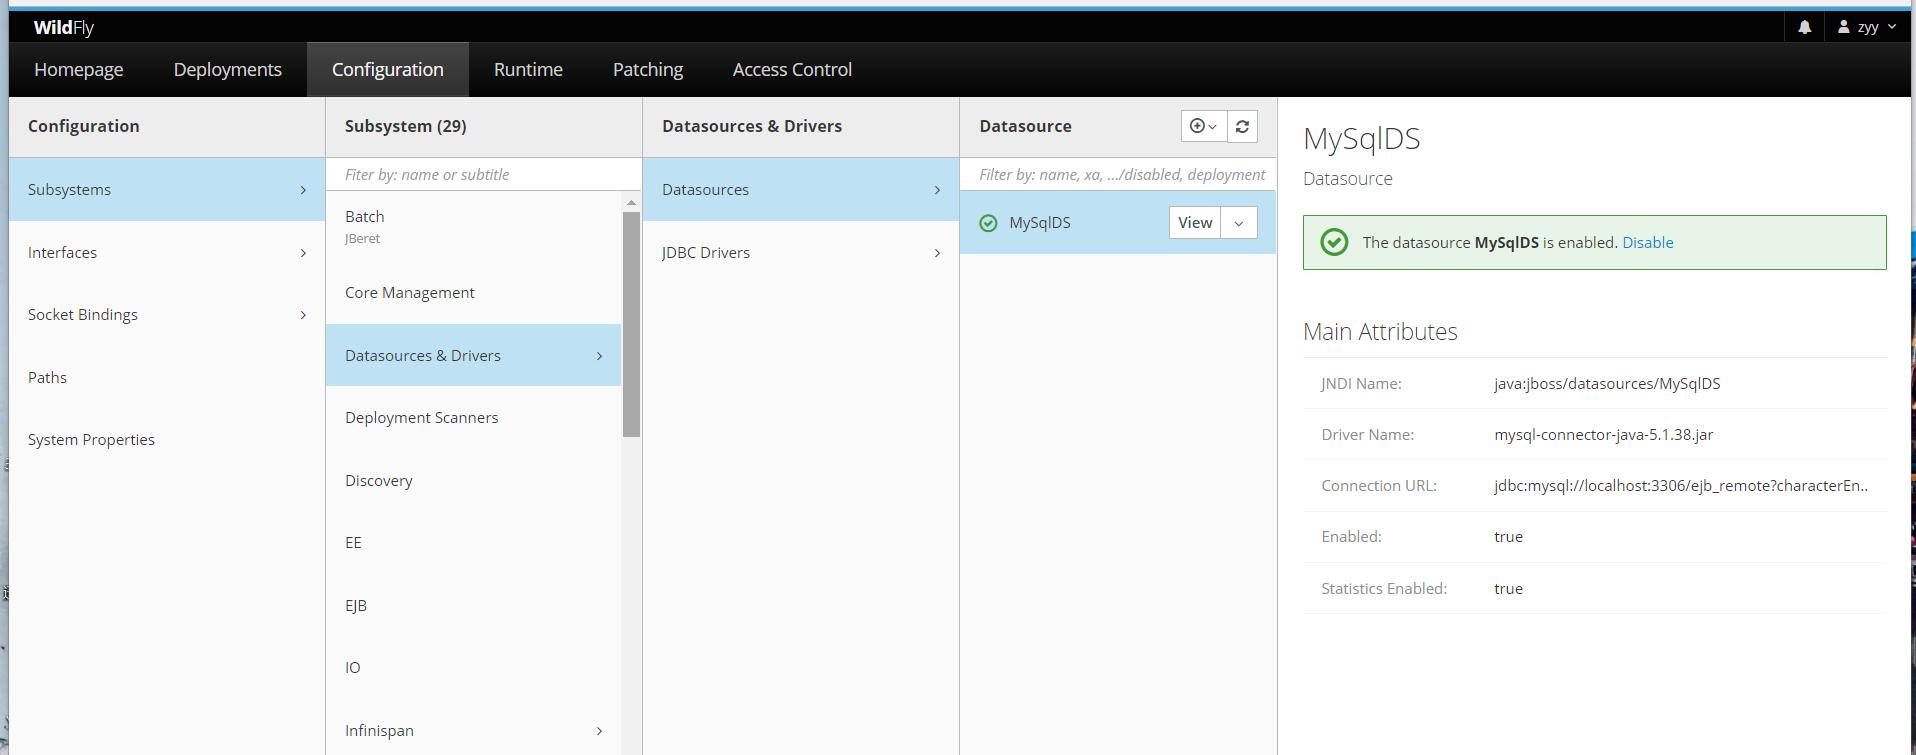 WildFly
zyy
Homepage
Deployments
Configuration
Runtime
Patching
Access Control
Configuration
Subsystems
Interfaces
Socket Bindings
Paths
System Properties
Subsystem (29)
Fiter by: name or subtitle
Batch
JBeret
Core Management
Datasources & Drivers
Deployment Scanners
Discovery
EE
EJB
IO
Infinispan
Datasources & Drivers
Datasources
JDBC Drivers
Datasource
Filter by: name, xa, .../disabled, deployment
MySqlDS
View
MySqlDS
Datasource
The datasource MySqlDS is enabled. Disable
Main Attributes
JNDI Name: java:jboss/datasources/MySqlDS
Driver Name: mysql-connector-java-5.1.38.jar
Connection URL: jdbc:mysql://localhost:3306/ejb_remote?characterEn..
Enabled: true
Statistics Enabled: true